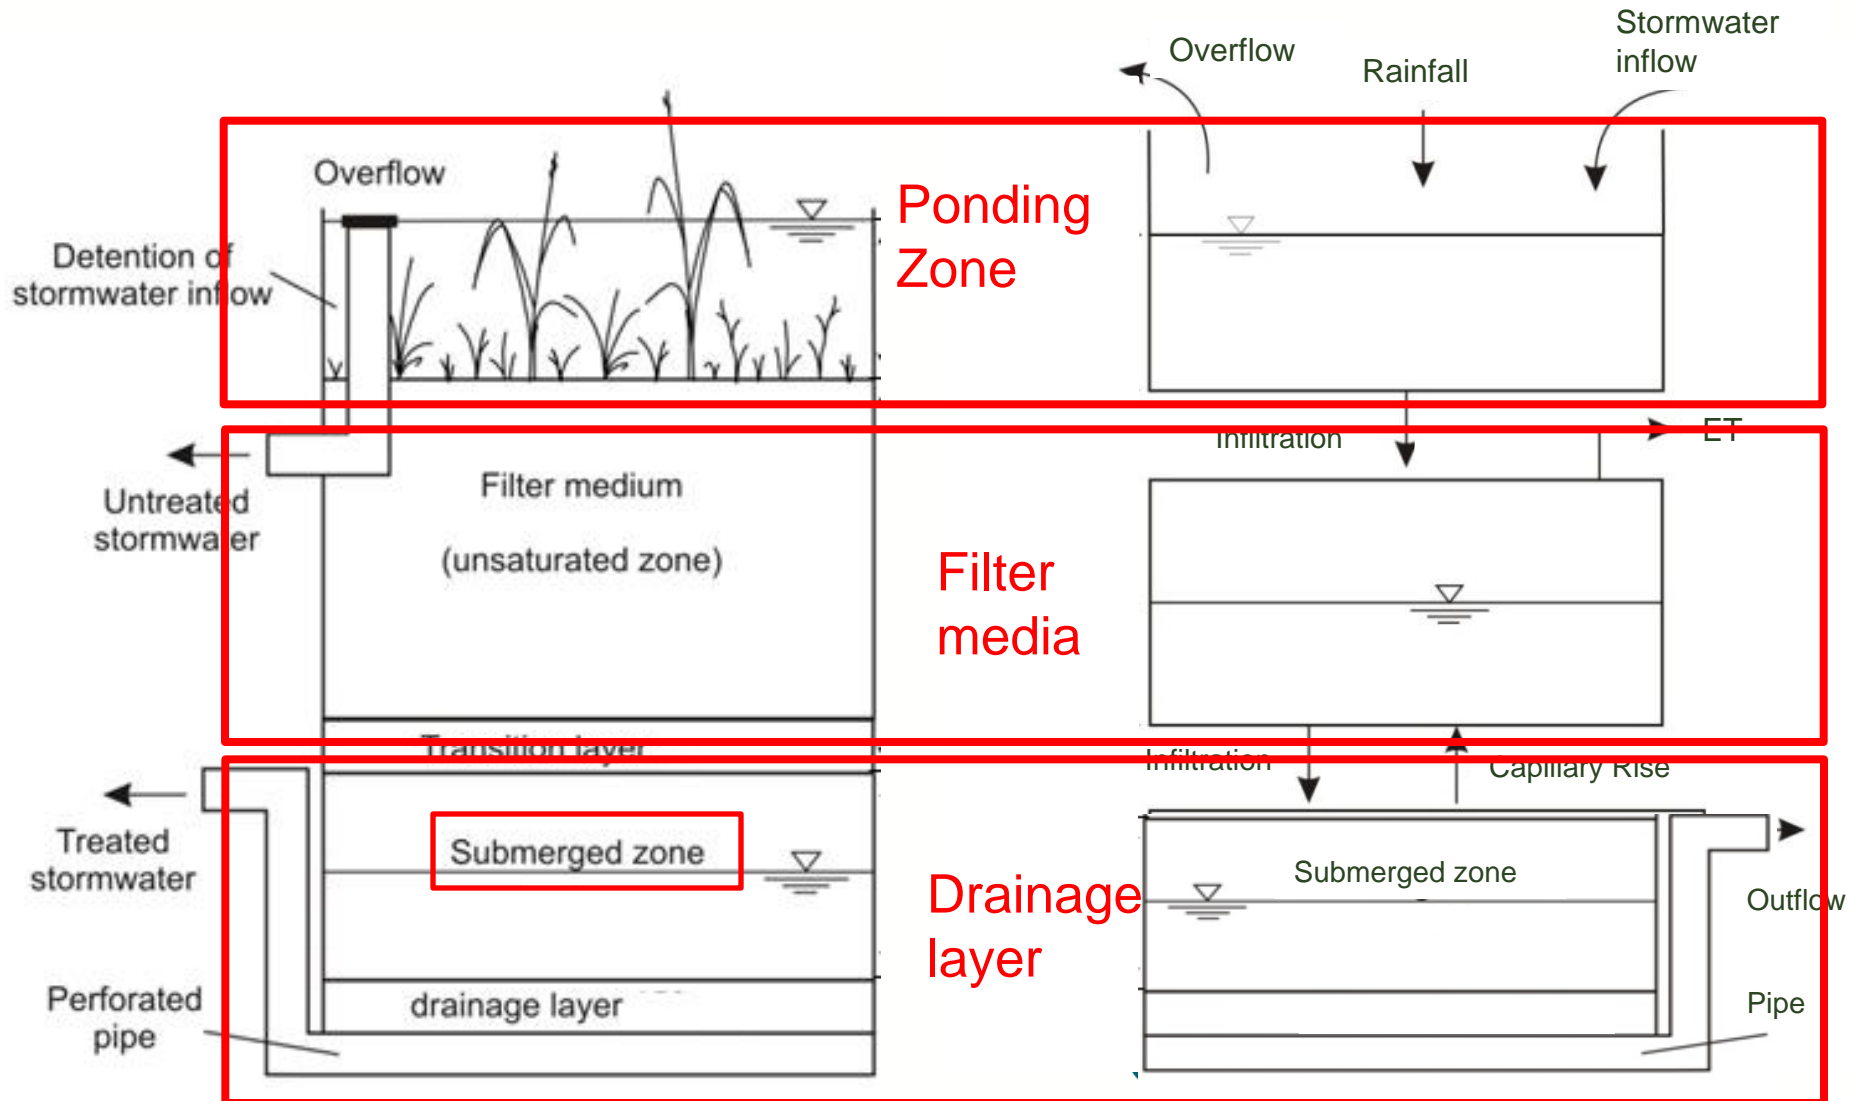 Stormwater
inflow
Overflow
Rainfall
Overflow
Ponding
Zone
Detention of
stormwater inflow
Infiltration
ET
Filter medium
(unsaturated zone)
Untreated
stormwater
Filter
media
Transition layer
Infiltration
Capillary Rise
Treated
stormwater
Submerged zone
Submerged zone
Drainage
layer
Outflow
Perforated
pipe
drainage layer
Pipe